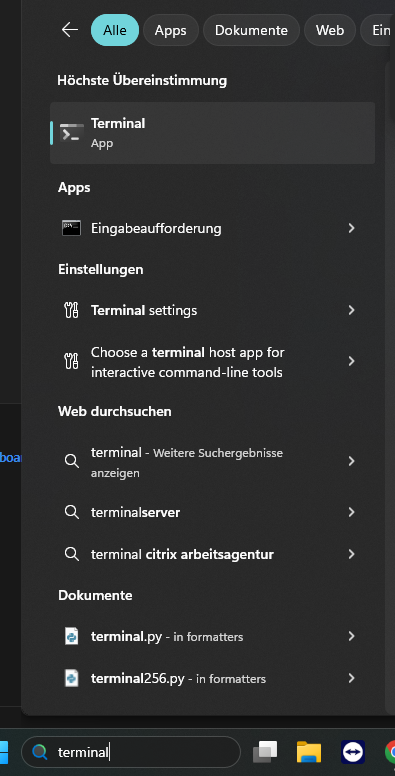 Alle Apps Dokumente Web Ein
Höchste Übereinstimmung
Terminal
App
Apps
Eingabeaufforderung
Einstellungen
Terminal settings
Choose a terminal host app for
interactive command-line tools
Web durchsuchen
terminal - Weitere Suchergebnisse
anzeigen
boa
terminalserver
terminal citrix arbeitsagentur
Dokumente
terminal.py - in formatters
terminal256.py - in formatters
terminal